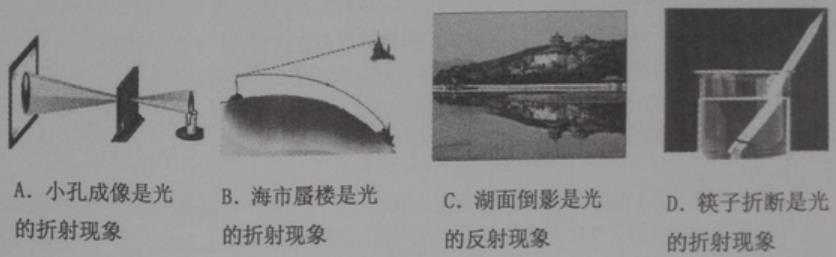 A. 小孔成像是光
的折射现象
B. 海市蜃楼是光
的折射现象
C. 湖面倒影是光
的反射现象
D. 筷子折断是光
的折射现象